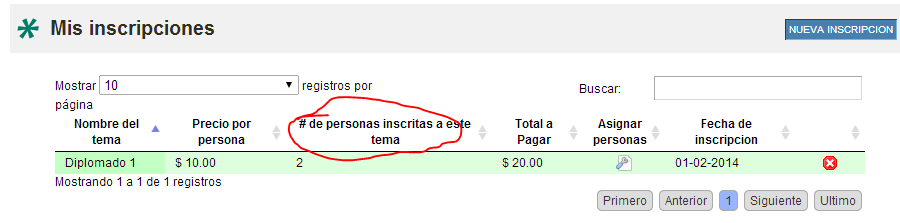 Mis inscripciones
NUEVA INSCRIPCION
Mostrar 10 registros por
página
Buscar:
Nombre del
tema
Precio por
persona
# de personas inscritas a este
tema
Total a
Pagar
Asignar
personas
Fecha de
inscripcion
Diplomado 1 $ 10.00 2 $ 20.00 01-02-2014
Mostrando 1 a 1 de 1 registros
Primero Anterior 1 Siguiente Ultimo